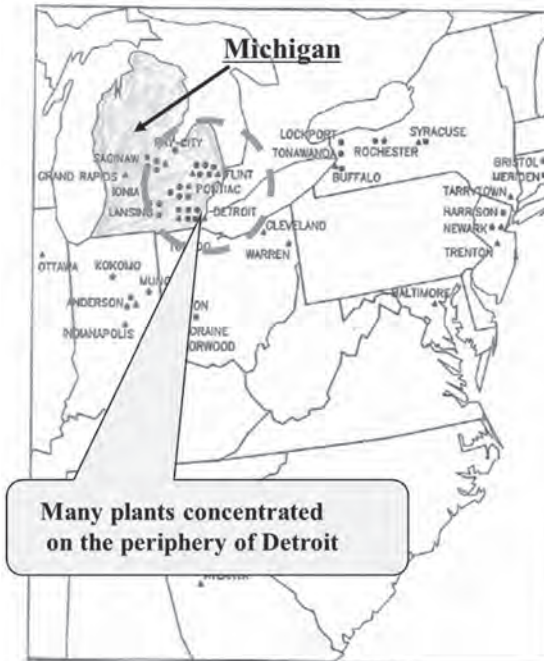 Michigan
BAY-CITY
SAGINAW
GRAND RAPIDS
FLINT
IONIA
PONTIAC
LANSING
DETROIT
LOCKPORT
TONAWANDA
ROCHESTER
SYRACUSE
BUFFALO
BRISTOL
MERIDEN
TARRYTOWN
HARRISON
NEWARK
TRENTON
CLEVELAND
WARREN
OTTAWA
KOKOMO
ANDERSON
INDIANAPOLIS
BALTIMORE
Many plants concentrated
on the periphery of Detroit